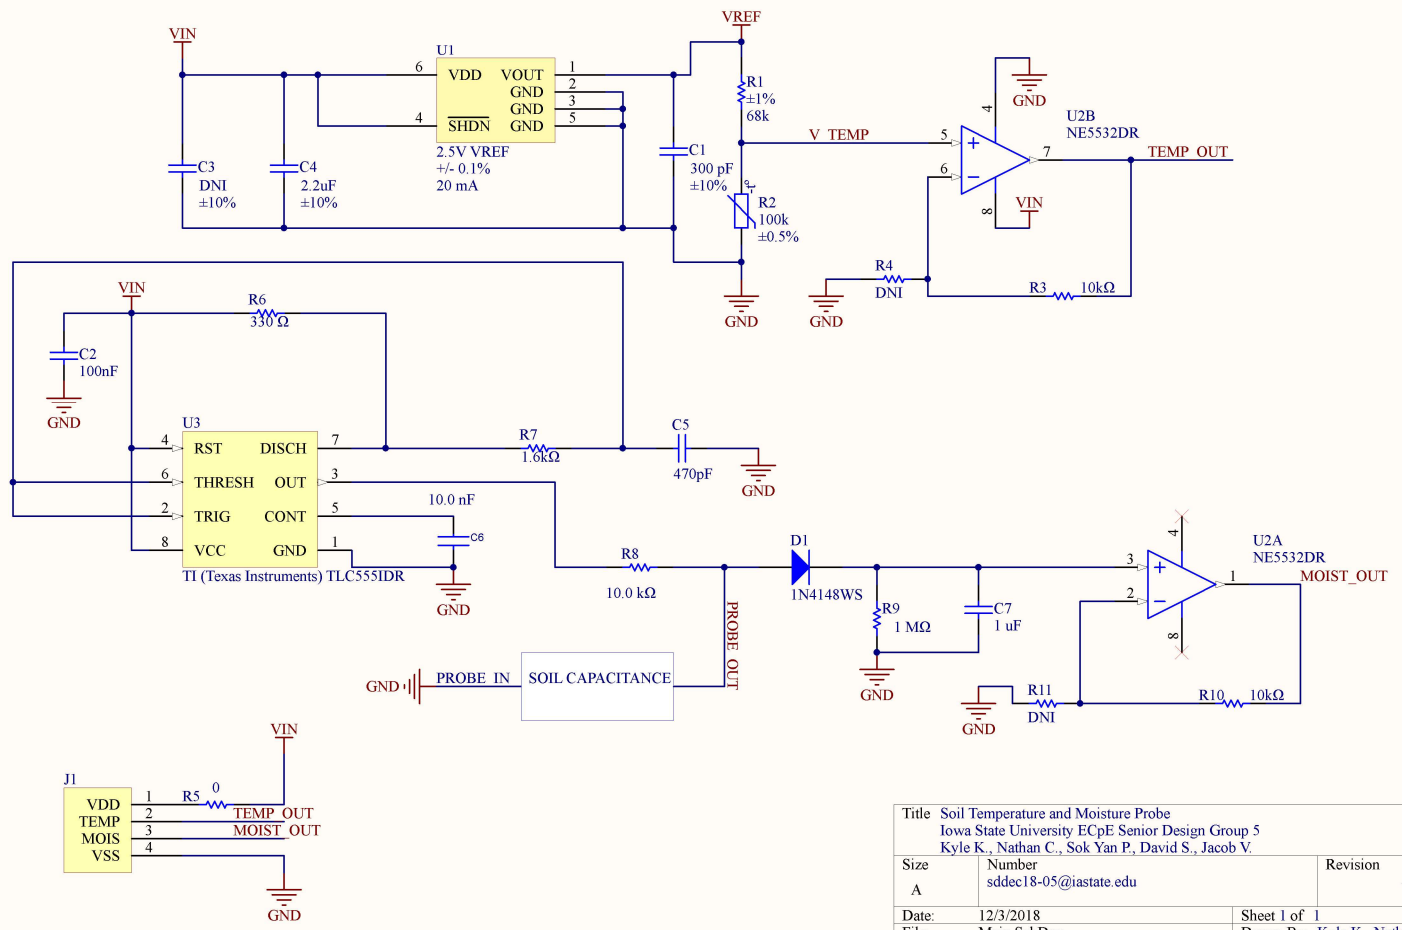 VIN
U1
6
VDD
VOUT
1
GND
2
GND
3
4
SHDN
GND
5
2.5V VREF
+/- 0.1%
20 mA
C3
DNI
±10%
C4
2.2uF
±10%
C1
300 pF
±10%
VREF
R1
±1%
68k
V_TEMP
-t°
R2
100k
±0.5%
GND
GND
4
U2B
NE5532DR
5
+
6
−
7
TEMP_OUT
8
VIN
R4
DNI
GND
R3
10kΩ
VIN
R6
330 Ω
C2
100nF
GND
U3
4
RST
DISCH
7
6
THRESH
OUT
3
2
TRIG
CONT
5
8
VCC
GND
1
TI (Texas Instruments) TLC555IDR
R7
1.6kΩ
C5
470pF
GND
10.0 nF
C6
GND
R8
10.0 kΩ
D1
1N4148WS
PROBE_OUT
GND
PROBE_IN
SOIL CAPACITANCE
R9
1 MΩ
C7
1 uF
GND
4
U2A
NE5532DR
3
+
2
−
1
MOIST_OUT
8
R11
DNI
GND
R10
10kΩ
VIN
J1
VDD
1
R5
0
TEMP
2
TEMP_OUT
MOIS
3
MOIST_OUT
VSS
4
GND
Title Soil Temperature and Moisture Probe
Iowa State University ECpE Senior Design Group 5
Kyle K., Nathan C., Sok Yan P., David S., Jacob V.
Size
A
Number
sddec18-05@iastate.edu
Revision
Date: 12/3/2018
Sheet 1 of 1